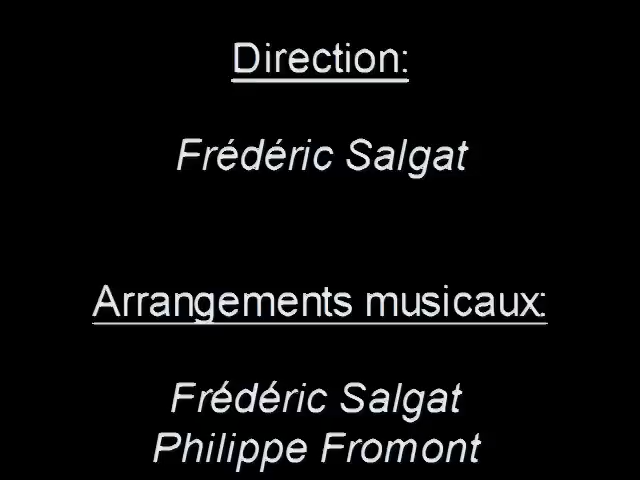 Direction:
Frédéric Salgat
Arrangements musicaux:
Frédéric Salgat
Philippe Fromont